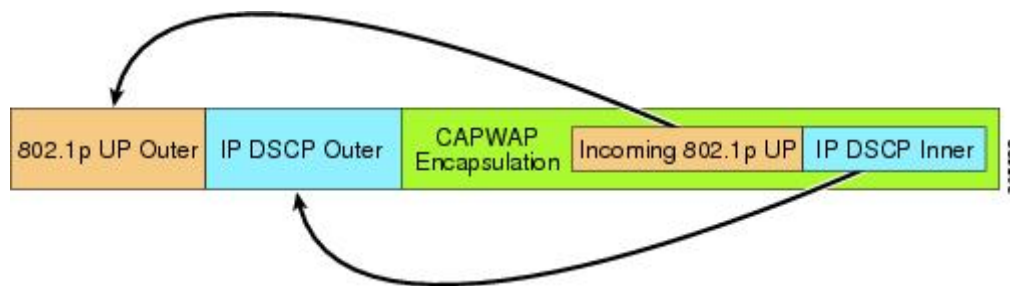 802.1p UP Outer
IP DSCP Outer
CAPWAP
Encapsulation
Incoming 802.1p UP
IP DSCP Inner